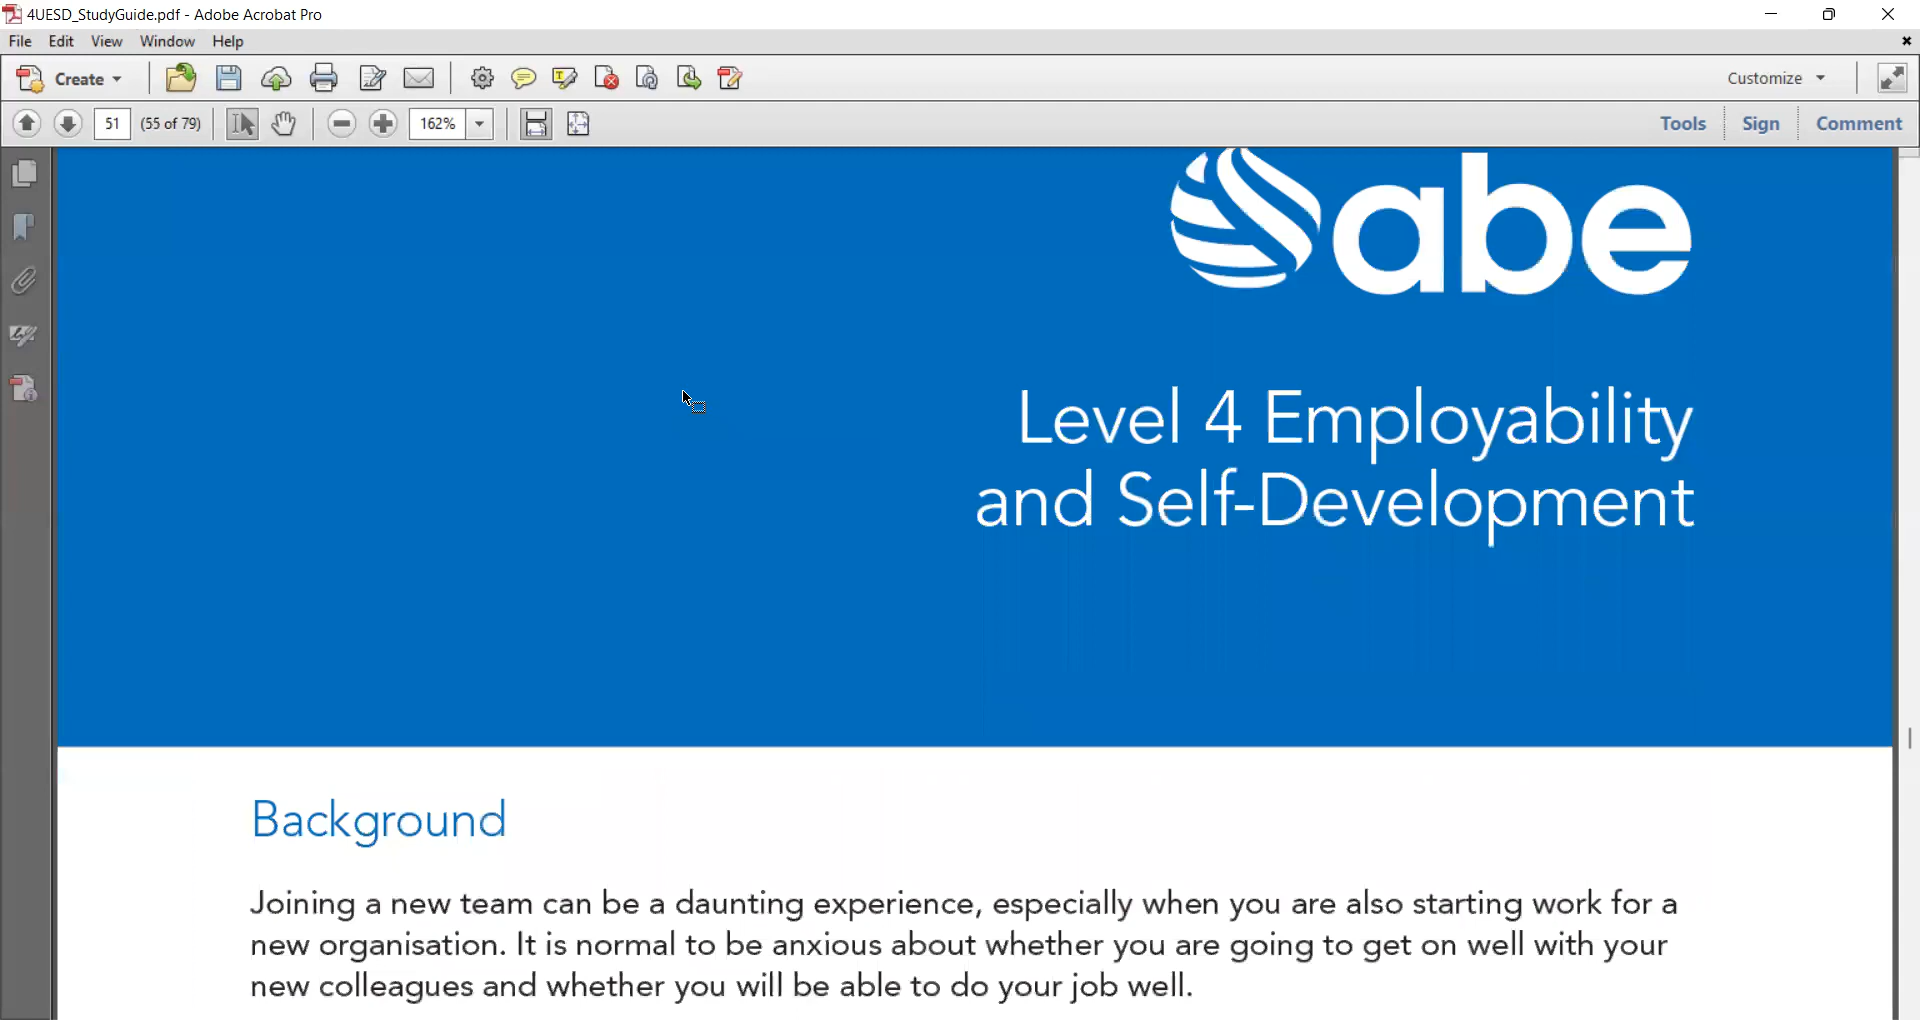 4UESD_StudyGuide.pdf - Adobe Acrobat Pro
File Edit View Window Help
Create Customize
51 (55 of 79) 162% Tools Sign Comment
abe
Level 4 Employability
and Self-Development
Background
Joining a new team can be a daunting experience, especially when you are also starting work for a
new organisation. It is normal to be anxious about whether you are going to get on well with your
new colleagues and whether you will be able to do your job well.